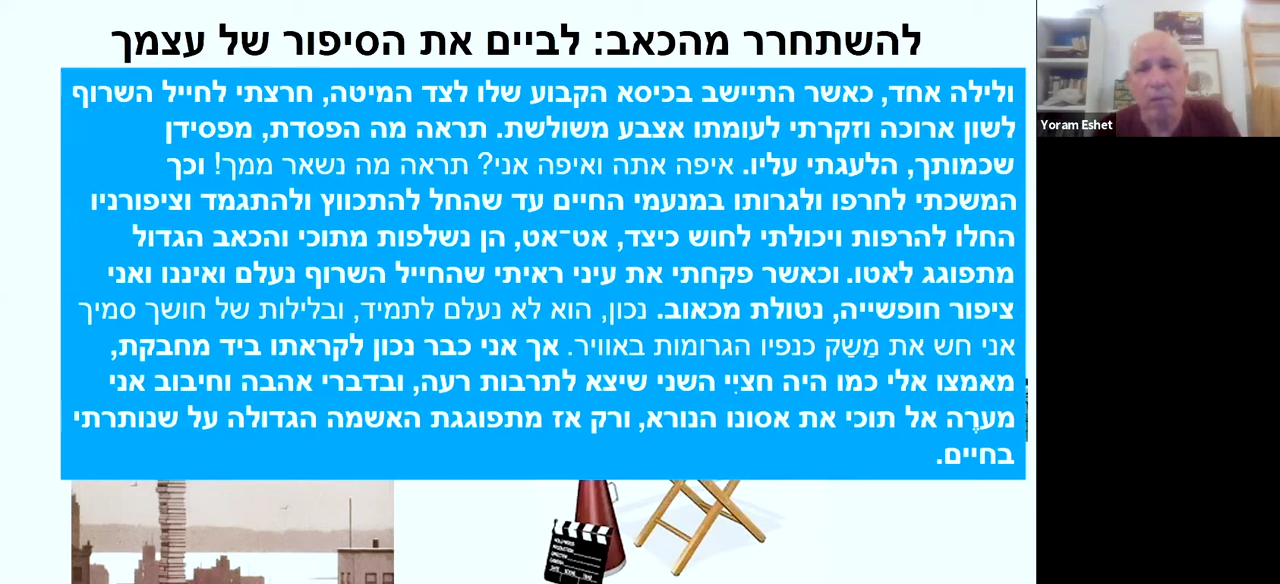 להשתחרר מהכאב: לביים את הסיפור של עצמך
ולילה אחד, כאשר התיישב בכיסא הקבוע שלו לצד המיטה, חרצתי לחייל השרוף
לשון ארוכה וזקרתי לעומתו אצבע משולשת. תראה מה הפסדת, מפסידן
שכמותך, הלעגתי עליו. איפה אתה ואיפה אני? תראה מה נשאר ממך! וכך
המשכתי לחרפו ולגרותו במנעמי החיים עד שהחל להתכווץ ולהתגמד וציפורניו
החלו להרפות ויכולתי לחוש כיצד, אט־אט, הן נשלפות מתוכי והכאב הגדול
מתפוגג לאטו. וכאשר פקחתי את עיני ראיתי שהחייל השרוף נעלם ואיננו ואני
ציפור חופשייה, נטולת מכאוב. נכון, הוא לא נעלם לתמיד, ובלילות של חושך סמיך
אני חש את מַשַק כנפיו הגרומות באוויר. אך אני כבר נכון לקראתו ביד מחבקת,
מאמצו אלי כמו היה חציִי השני שיצא לתרבות רעה, ובדברי אהבה וחיבוב אני
מערֶה אל תוכי את אסונו הנורא, ורק אז מתפוגגת האשמה הגדולה על שנותרתי
בחיים.
Yoram Eshet